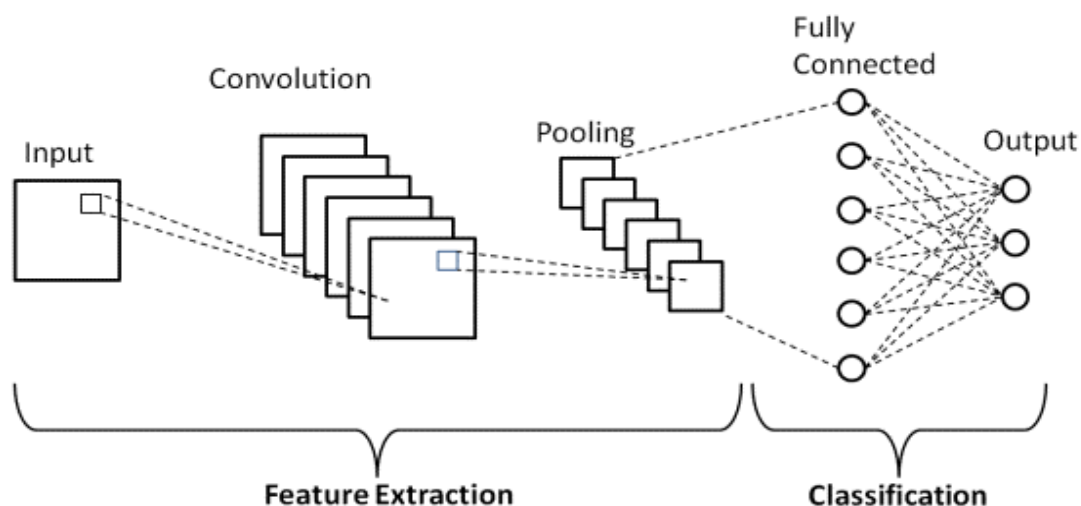 Input
Convolution
Pooling
Fully
Connected
Output
Feature Extraction
Classification